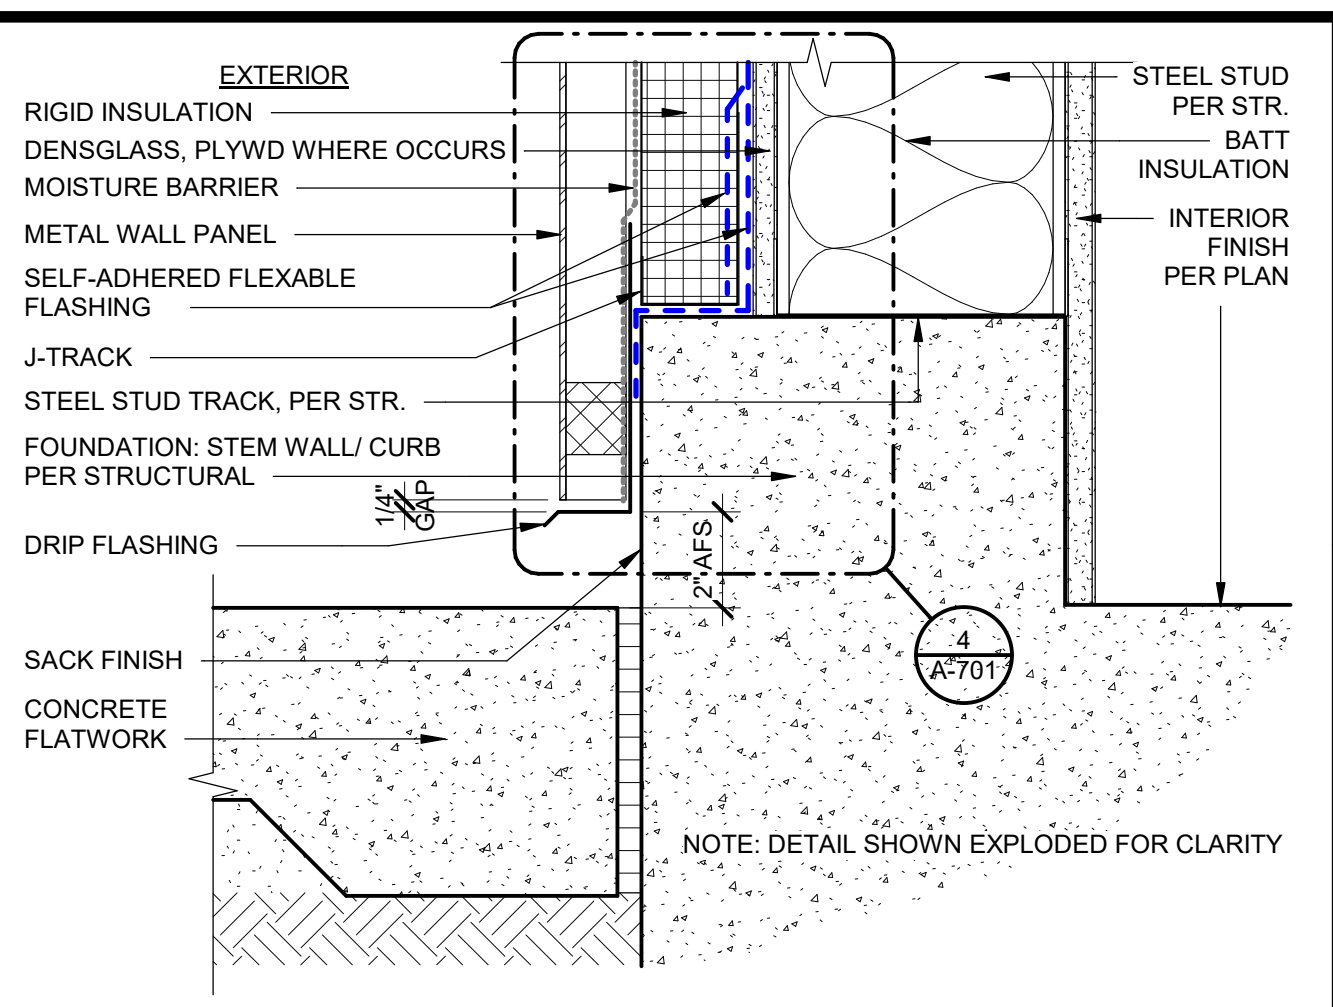 EXTERIOR
RIGID INSULATION
DENSGLASS, PLYWD WHERE OCCURS
MOISTURE BARRIER
METAL WALL PANEL
SELF-ADHERED FLEXABLE
FLASHING
J-TRACK
STEEL STUD TRACK, PER STR.
FOUNDATION: STEM WALL/ CURB
PER STRUCTURAL
1/4"
GAP
DRIP FLASHING
2" AFS
SACK FINISH
CONCRETE
FLATWORK
STEEL STUD
PER STR.
BATT
INSULATION
INTERIOR
FINISH
PER PLAN
4
A-701
NOTE: DETAIL SHOWN EXPLODED FOR CLARITY